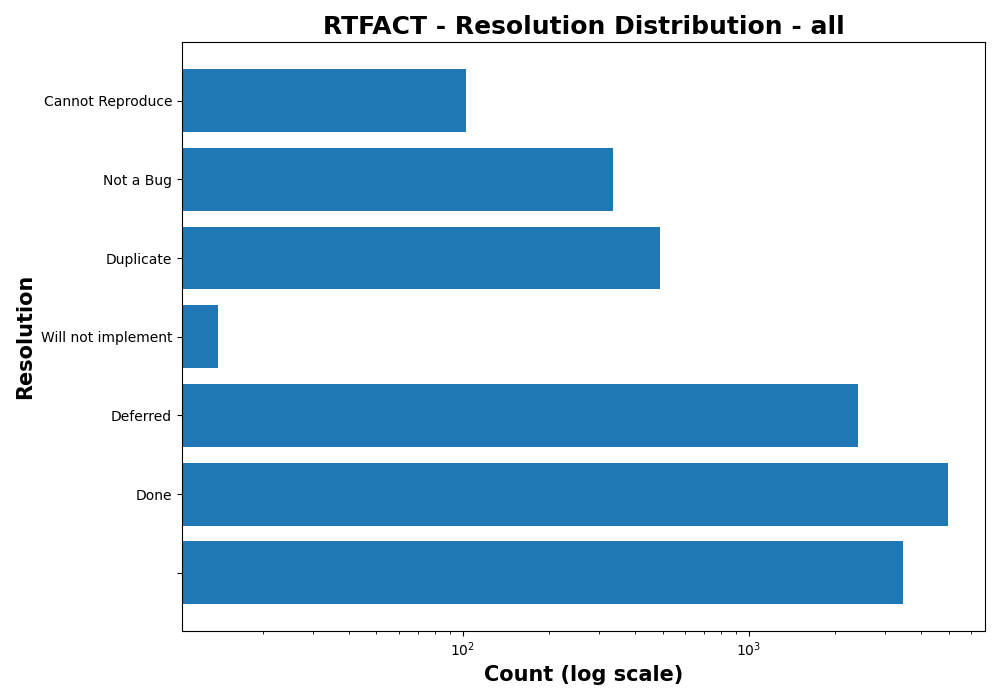 RTFACT - Resolution Distribution - all
Cannot Reproduce
Not a Bug
Duplicate
Will not implement
Deferred
Done
Resolution
10²
10³
Count (log scale)